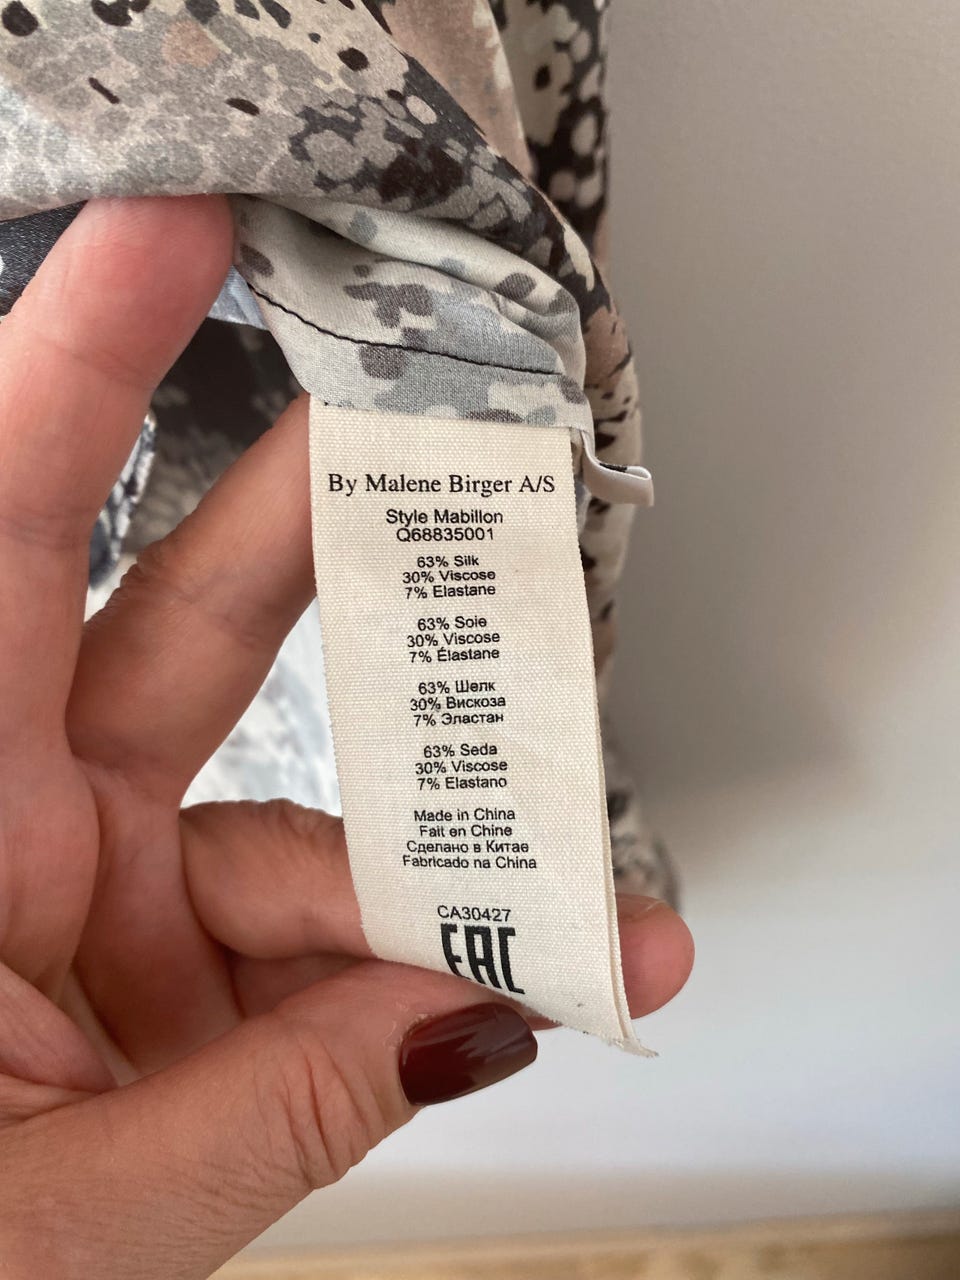 By Malene Birger A/S
Style Mabillon
Q68835001
63% Silk
30% Viscose
7% Elastane
63% Soie
30% Viscose
7% Élastane
63% Шелк
30% Вискоза
7% Эластан
63% Seda
30% Viscose
7% Elastano
Made in China
Fait en Chine
Сделано в Китае
Fabricado na China
CA30427
EAC